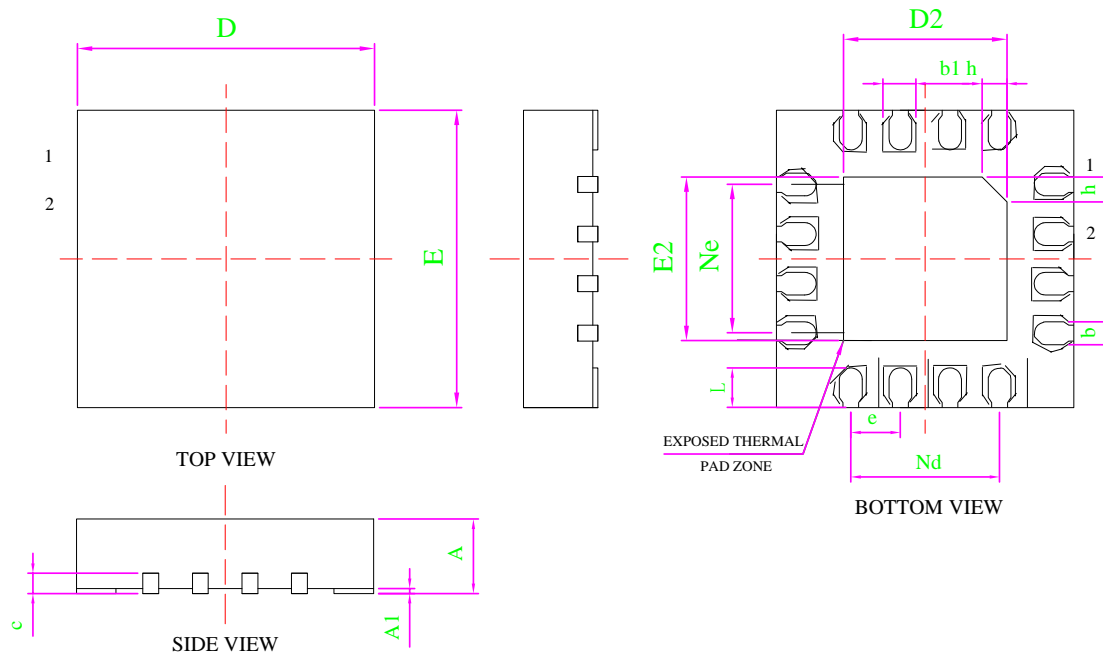 D
1
2
E
TOP VIEW
D2
b1 h
1
h
2
E2
Ne
b
L
e
EXPOSED THERMAL
PAD ZONE
Nd
BOTTOM VIEW
A
c
A1
SIDE VIEW